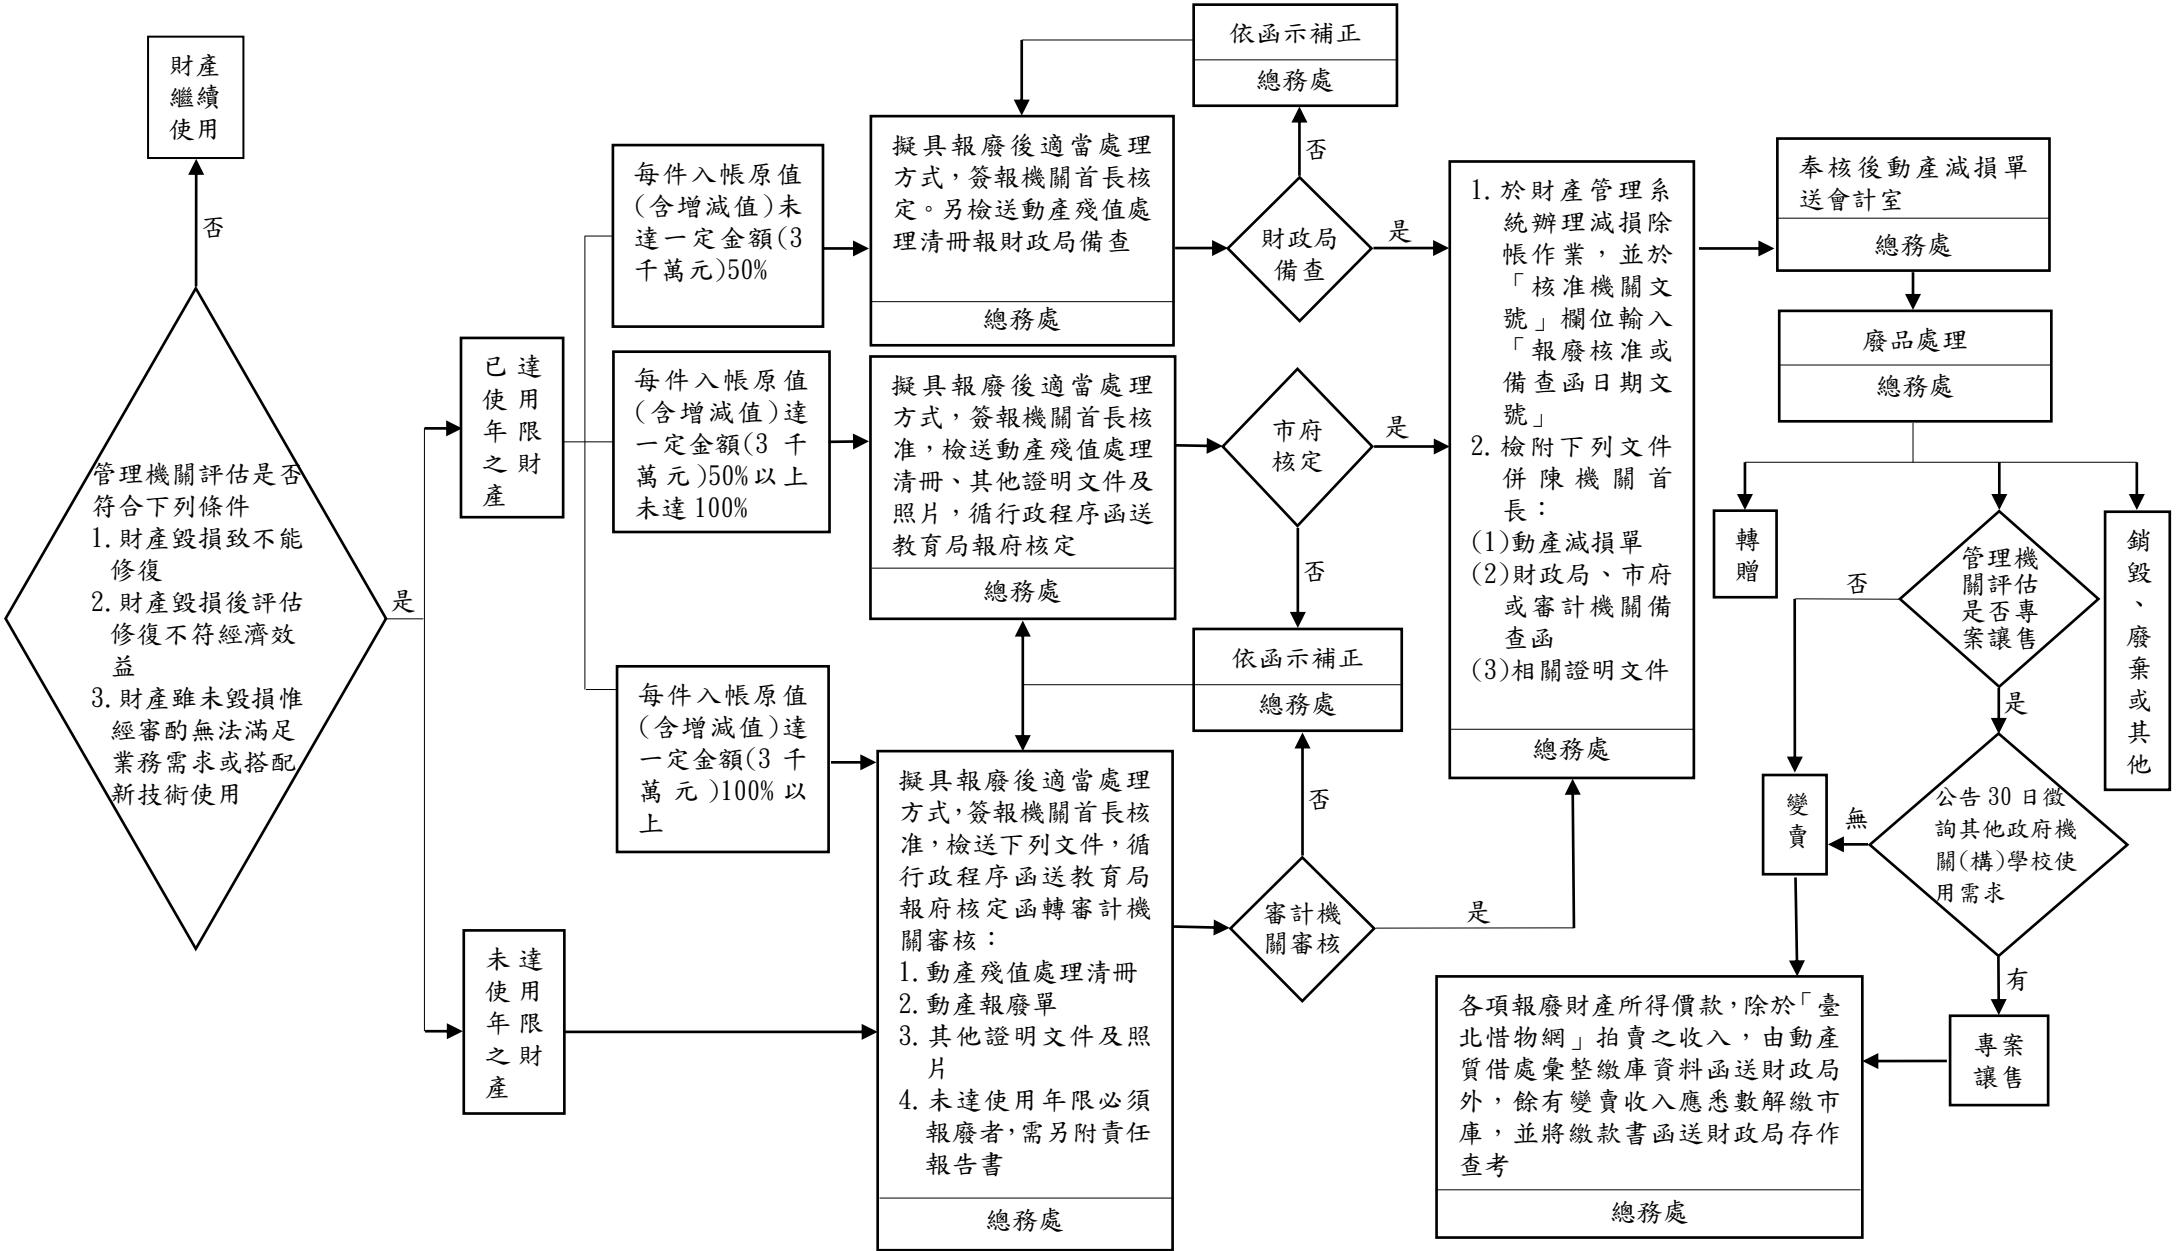 財產
繼續
使用
否
管理機關評估是否
符合下列條件
1. 財產毀損致不能
修復
2. 財產毀損後評估
修復不符經濟效
益
3. 財產雖未毀損惟
經審酌無法滿足
業務需求或搭配
新技術使用
是
已達
使用
年限
之財
產
未達
使用
年限
之財
產
每件入帳原值
(含增減值)未
達一定金額(3
千萬元)50%
每件入帳原值
(含增減值)達
一定金額(3 千
萬元)50%以上
未達100%
每件入帳原值
(含增減值)達
一定金額(3 千
萬元)100%以
上
擬具報廢後適當處理
方式，簽報機關首長核
定。另檢送動產殘值處
理清冊報財政局備查
總務處
擬具報廢後適當處理
方式，簽報機關首長核
准，檢送動產殘值處理
清冊、其他證明文件及
照片，循行政程序函送
教育局報府核定
總務處
擬具報廢後適當處理
方式，簽報機關首長核
准，檢送下列文件，循
行政程序函送教育局
報府核定函轉審計機
關審核：
1. 動產殘值處理清冊
2. 動產報廢單
3. 其他證明文件及照
片
4. 未達使用年限必須
報廢者，需另附責任
報告書
總務處
依函示補正
總務處
否
財政局
備查
是
市府
核定
是
否
依函示補正
總務處
否
審計機
關審核
是
1. 於財產管理系
統辦理減損除
帳作業，並於
「核准機關文
號」欄位輸入
「報廢核准或
備查函日期文
號」
2. 檢附下列文件
併陳機關首
長：
(1)動產減損單
(2)財政局、市府
或審計機關備
查函
(3)相關證明文件
總務處
奉核後動產減損單
送會計室
總務處
廢品處理
總務處
轉
贈
管理機
關評估
是否專
案讓售
否
是
銷
毀
、
廢
棄
或
其
他
變
賣
無
公告 30 日徵
詢其他政府機
關(構)學校使
用需求
有
專案
讓售
各項報廢財產所得價款，除於「臺
北惜物網」拍賣之收入，由動產
質借處彙整繳庫資料函送財政局
外，餘有變賣收入應悉數解繳市
庫，並將繳款書函送財政局存作
查考
總務處